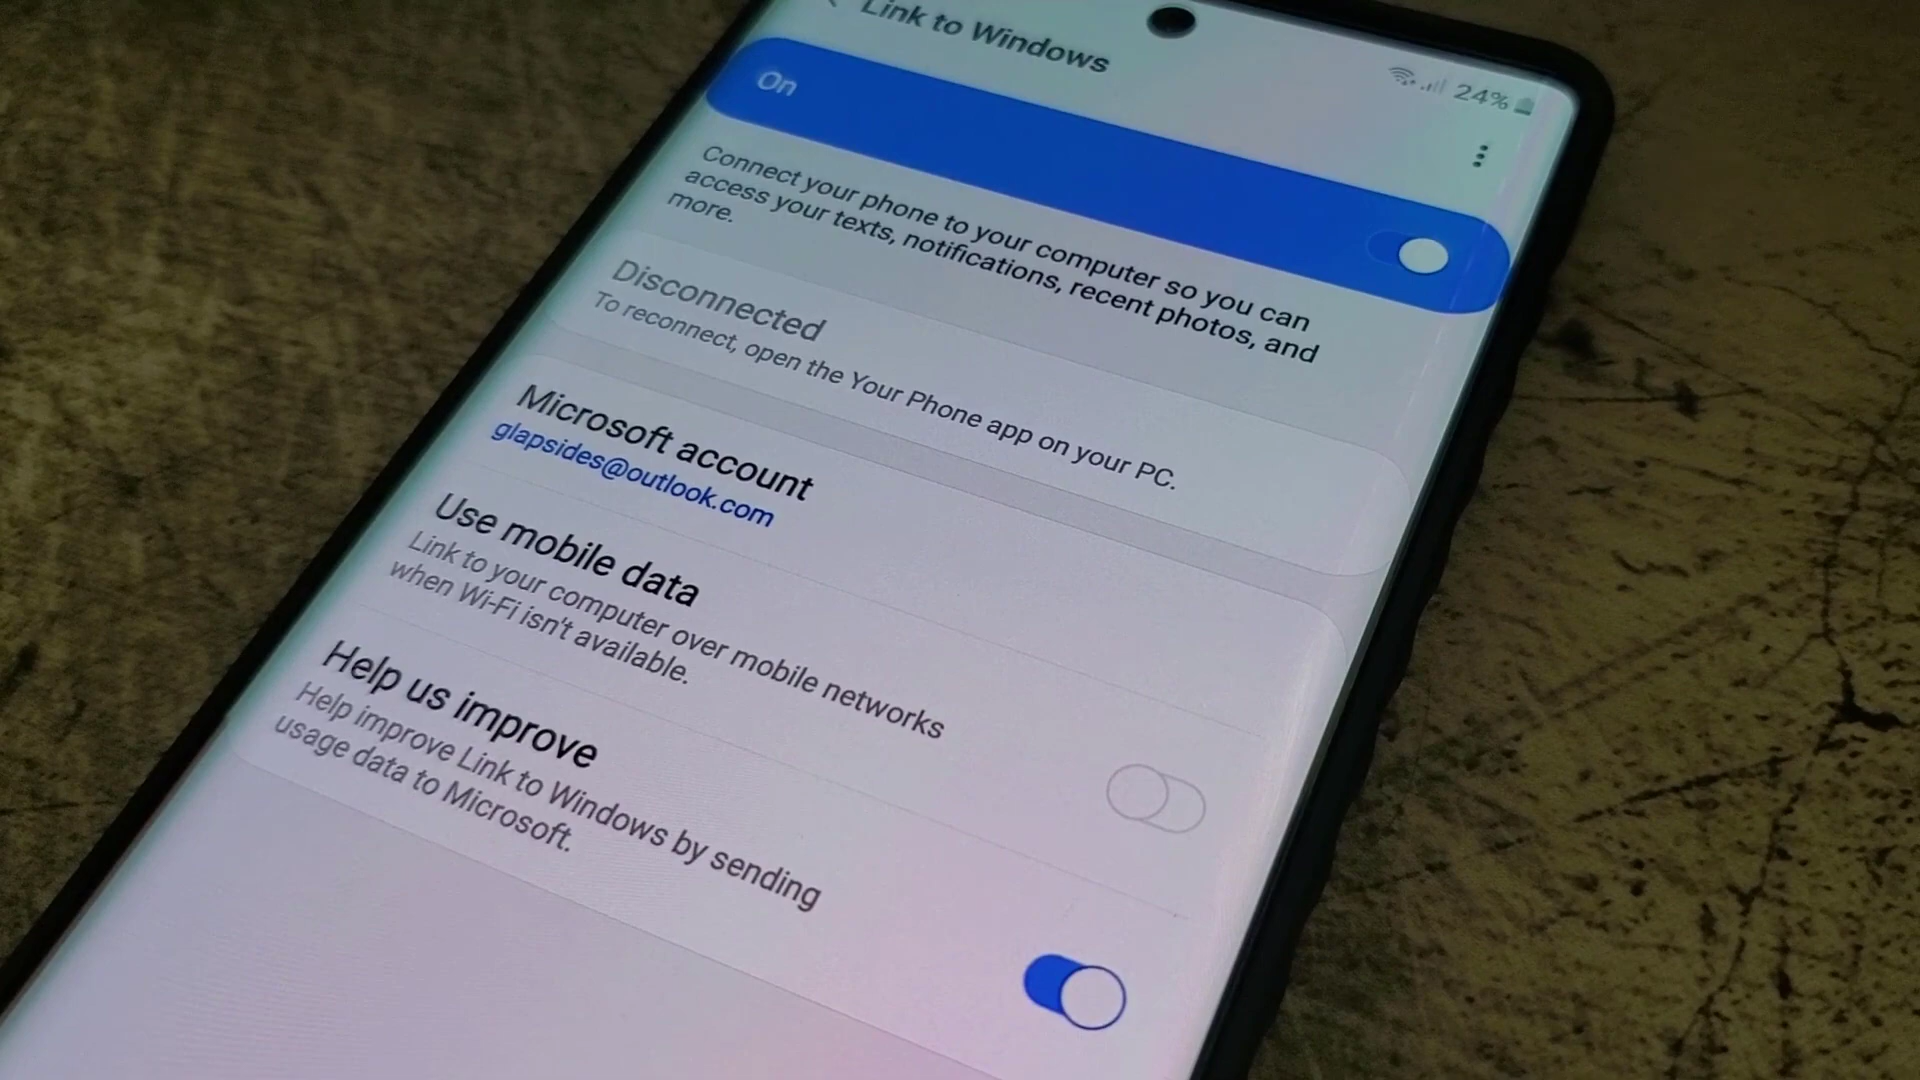 Link to Windows
24%
On
Connect your phone to your computer so you can
access your texts, notifications, recent photos, and
more.
Disconnected
To reconnect, open the Your Phone app on your PC.
Microsoft account
glapsides@outlook.com
Use mobile data
Link to your computer over mobile networks
when Wi-Fi isn't available.
Help us improve
Help improve Link to Windows by sending
usage data to Microsoft.